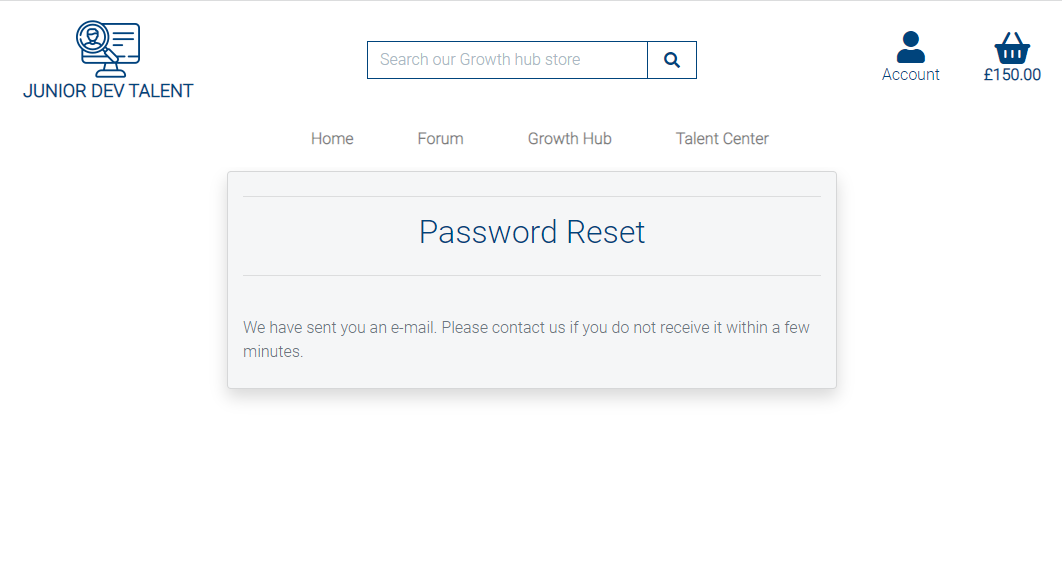 JUNIOR DEV TALENT
Search our Growth hub store
Account
£150.00
Home
Forum
Growth Hub
Talent Center
Password Reset
We have sent you an e-mail. Please contact us if you do not receive it within a few
minutes.